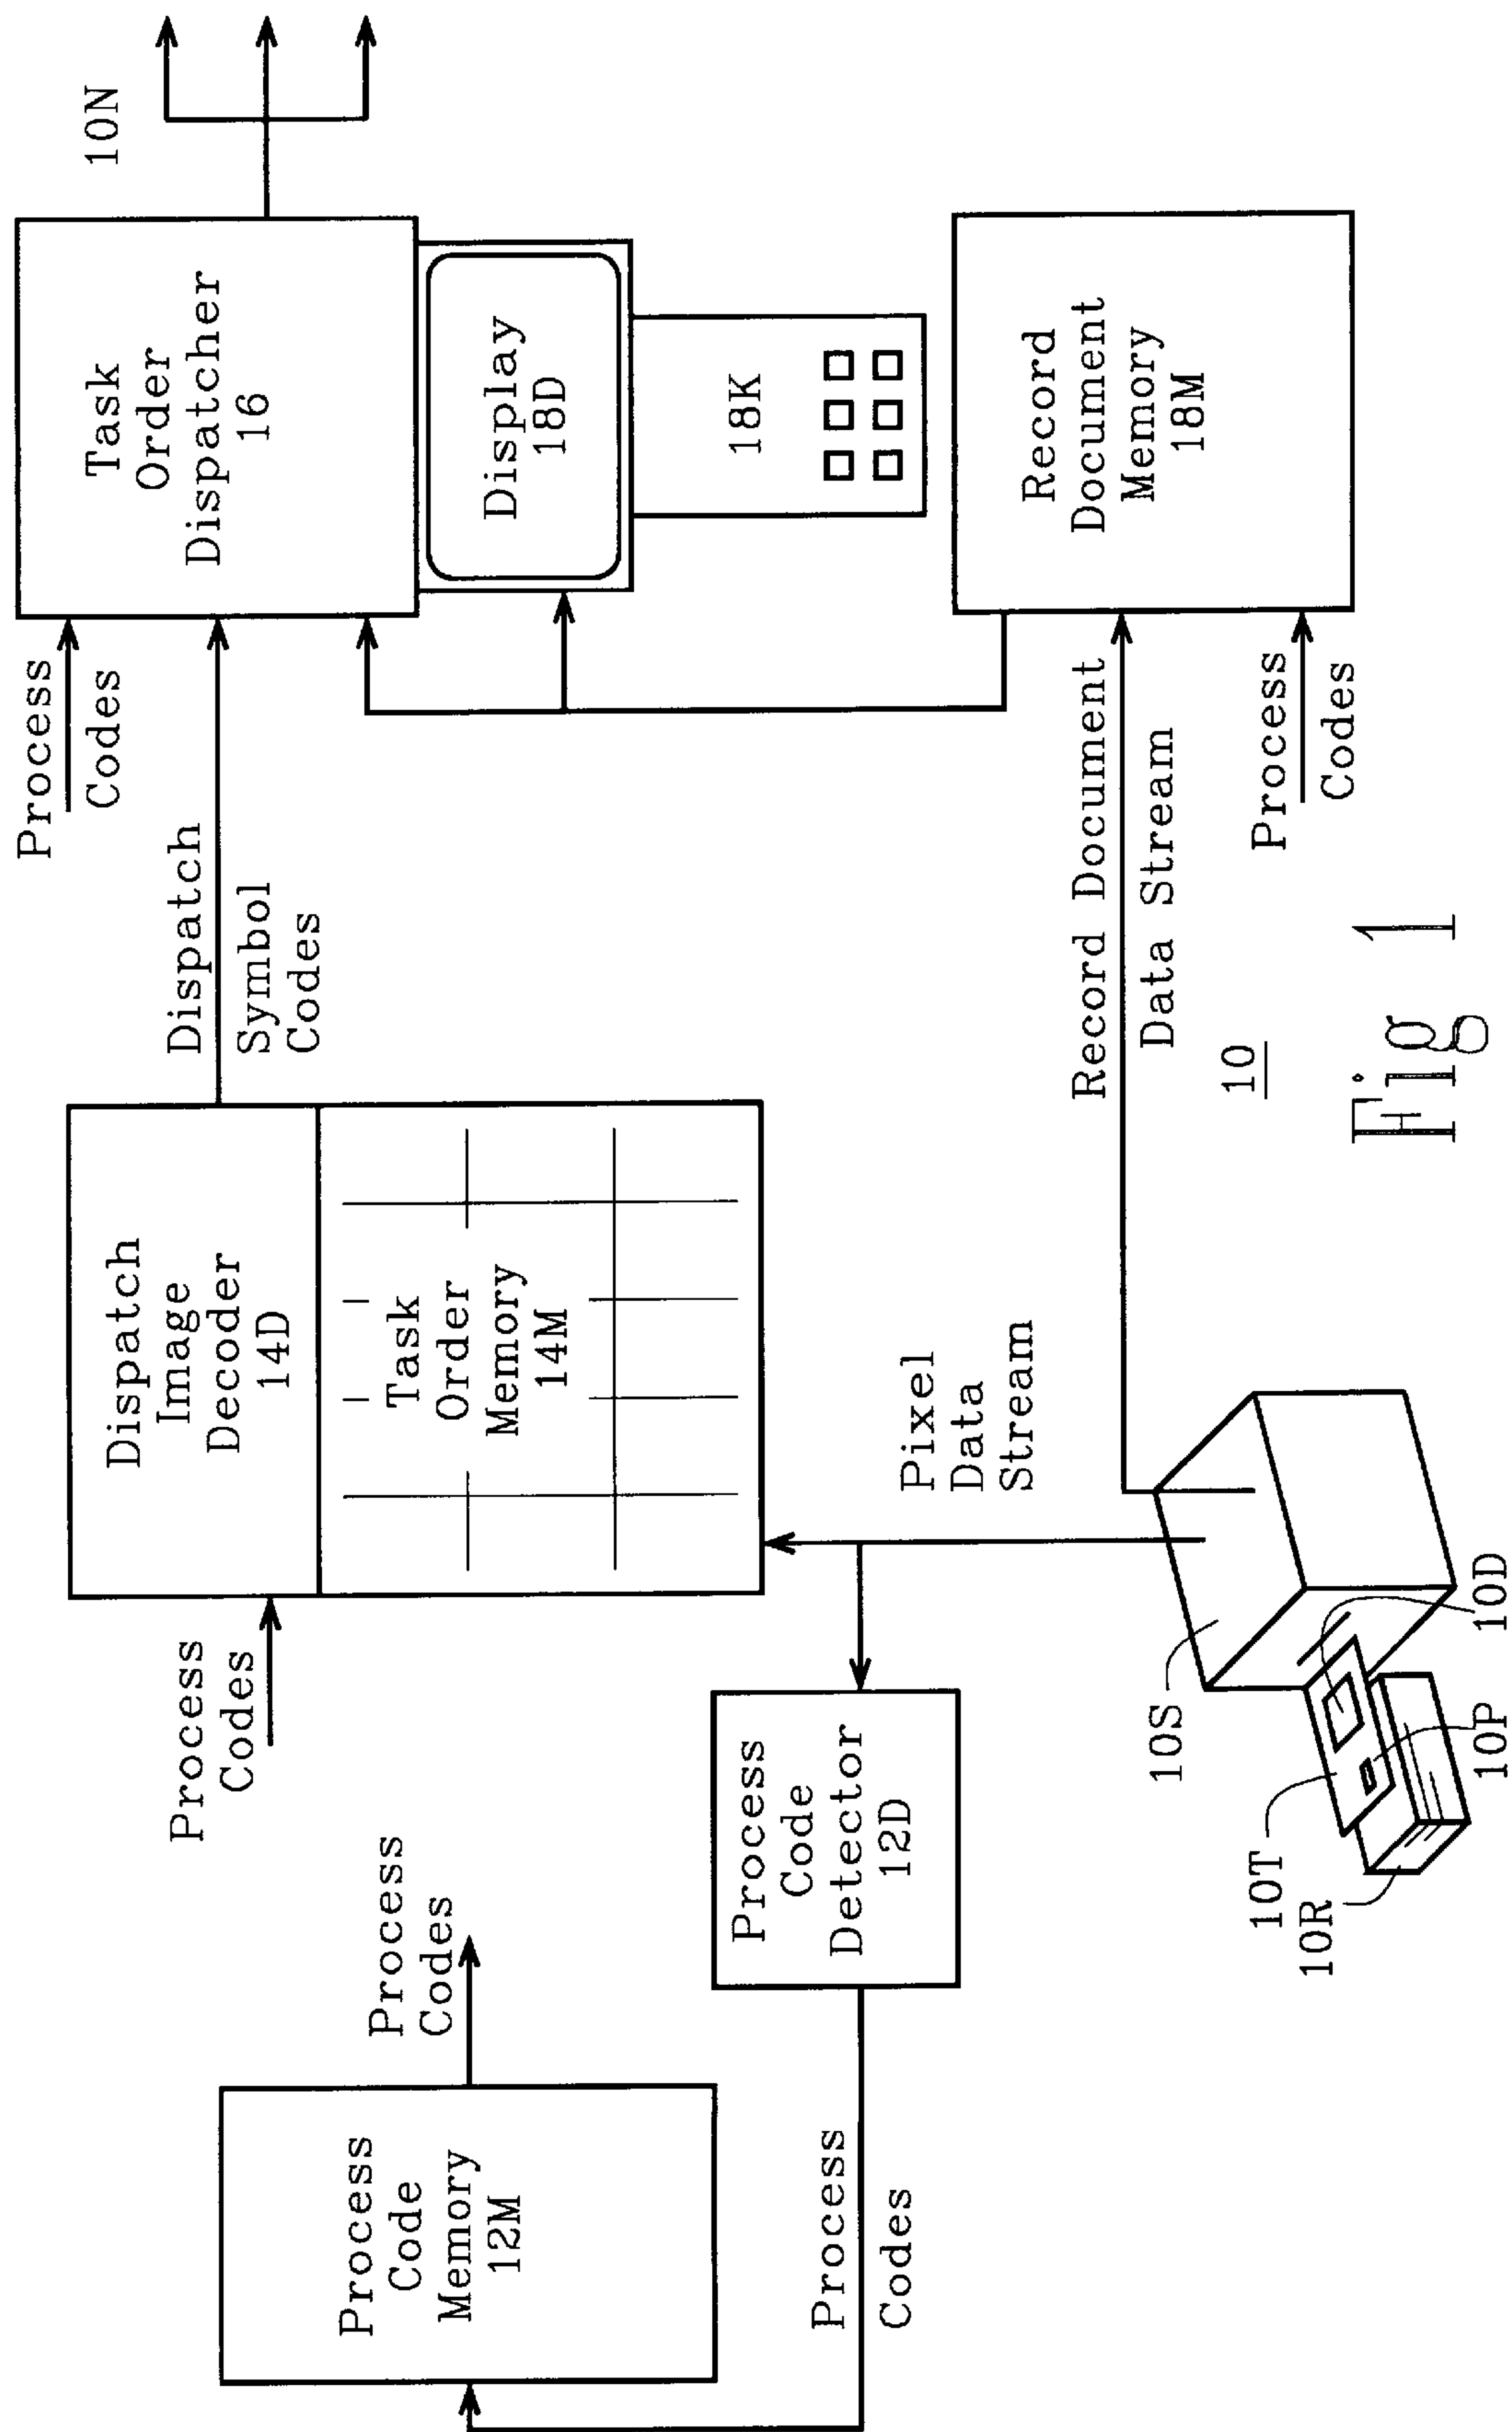 Process
Code
Memory
12M
Process
Codes
Process
Codes
Process
Code
Detector
12D
Process
Codes
Dispatch
Image
Decoder
14D
Task
Order
Memory
14M
Pixel
Data
Stream
10S
10T
10R
10P
10D
Dispatch
Symbol
Codes
Process
Codes
Task
Order
Dispatcher
16
10N
Display
18D
18K
Record Document
Data Stream
Process
Codes
Record
Document
Memory
18M
10
Fig 1